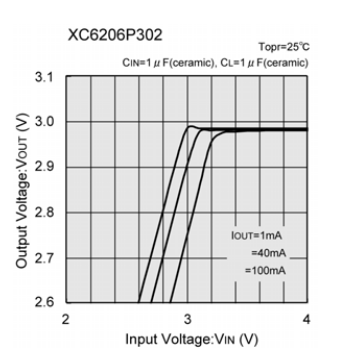 XC6206P302
Topr=25℃
CIN=1μF(ceramic), CL=1μF(ceramic)
Output Voltage:VOUT (V)
3.1
3.0
2.9
2.8
2.7
2.6
IOUT=1mA
=40mA
=100mA
2 3 4
Input Voltage:VIN (V)